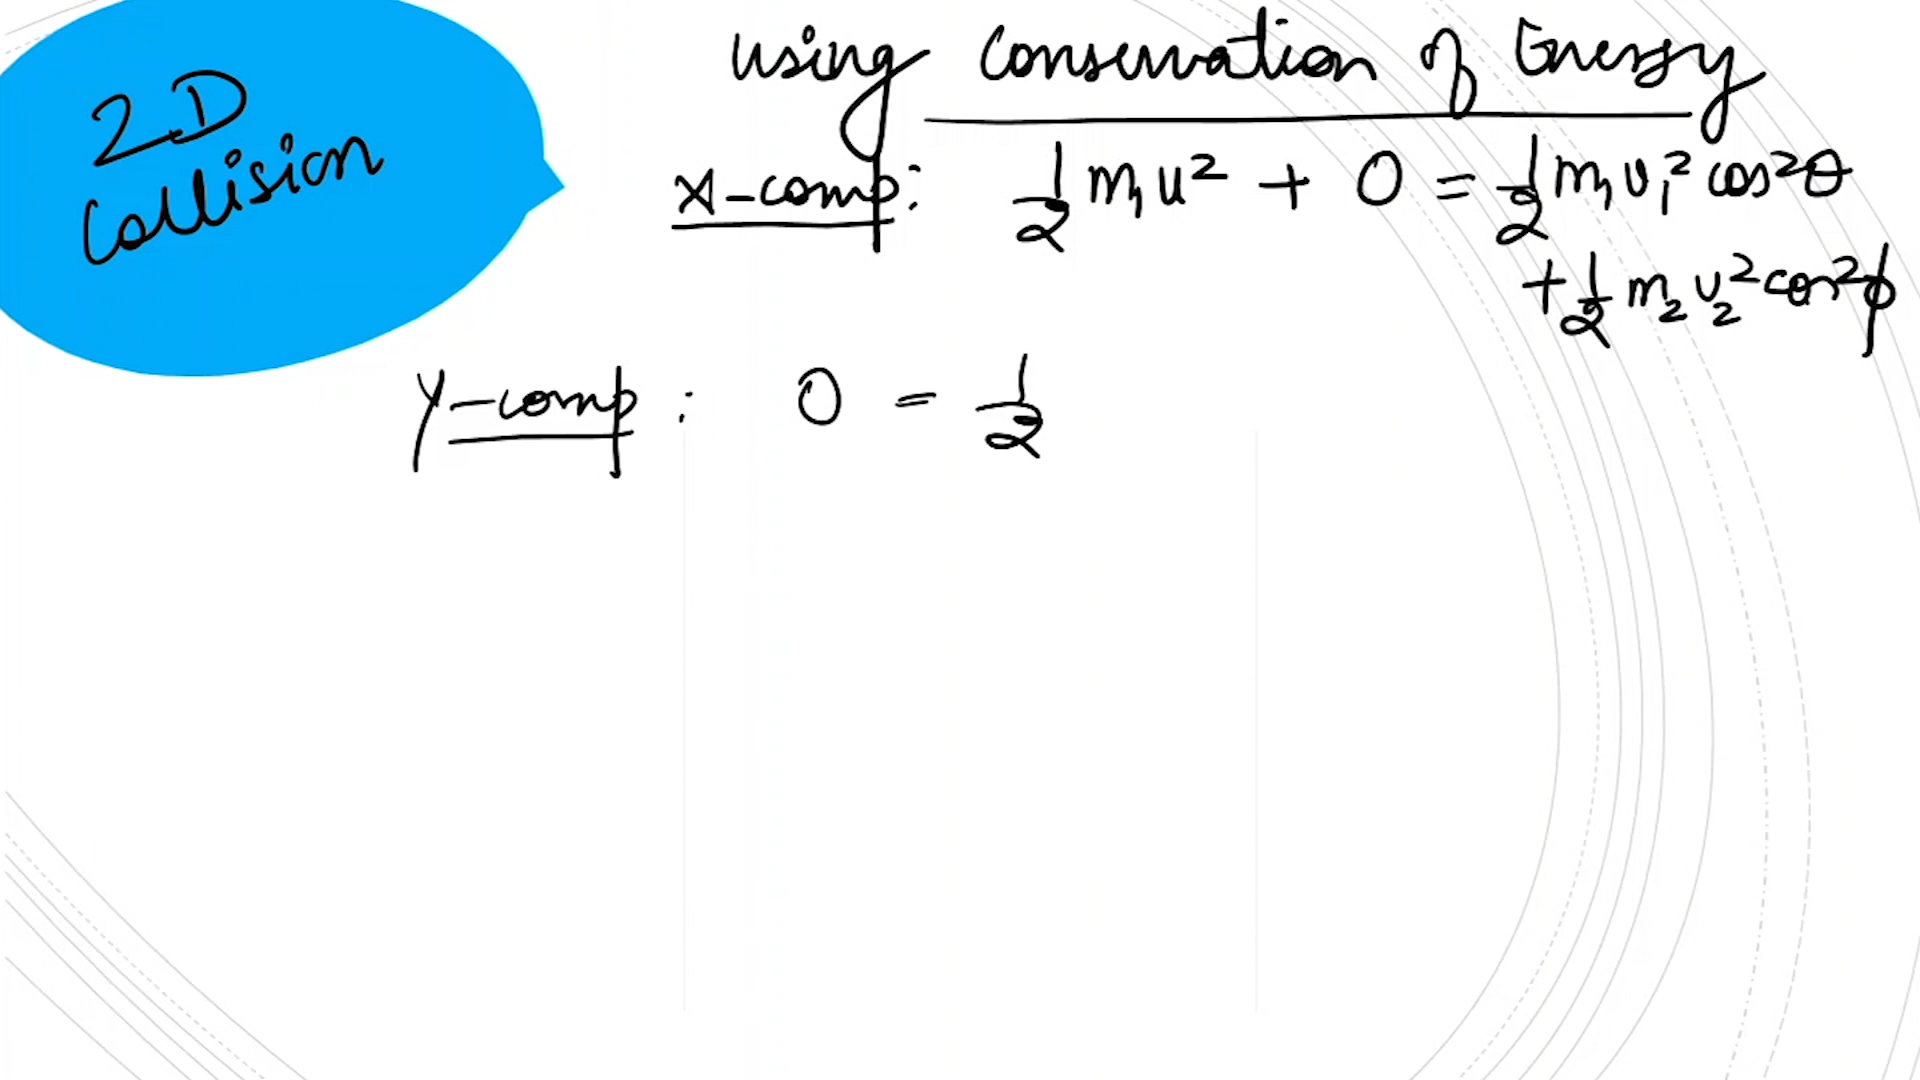 2-D
Collision
using conservation of Energy
x-comp: 1/2 m₁u² + 0 = 1/2 m₁v₁² cos²θ
+ 1/2 m₂v₂² cos²ϕ
Y-comp : 0 = 1/2